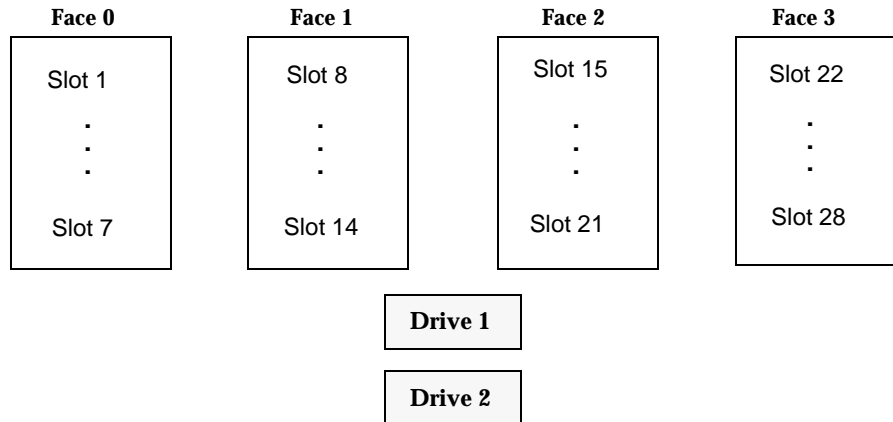 Face 0 Face 1 Face 2 Face 3
Slot 1 Slot 8 Slot 15 Slot 22
Slot 7 Slot 14 Slot 21 Slot 28
Drive 1
Drive 2